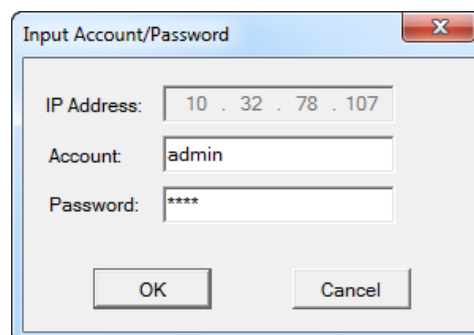 Input Account/Password
IP Address: 10 . 32 . 78 . 107
Account: admin
Password: ****
OK Cancel